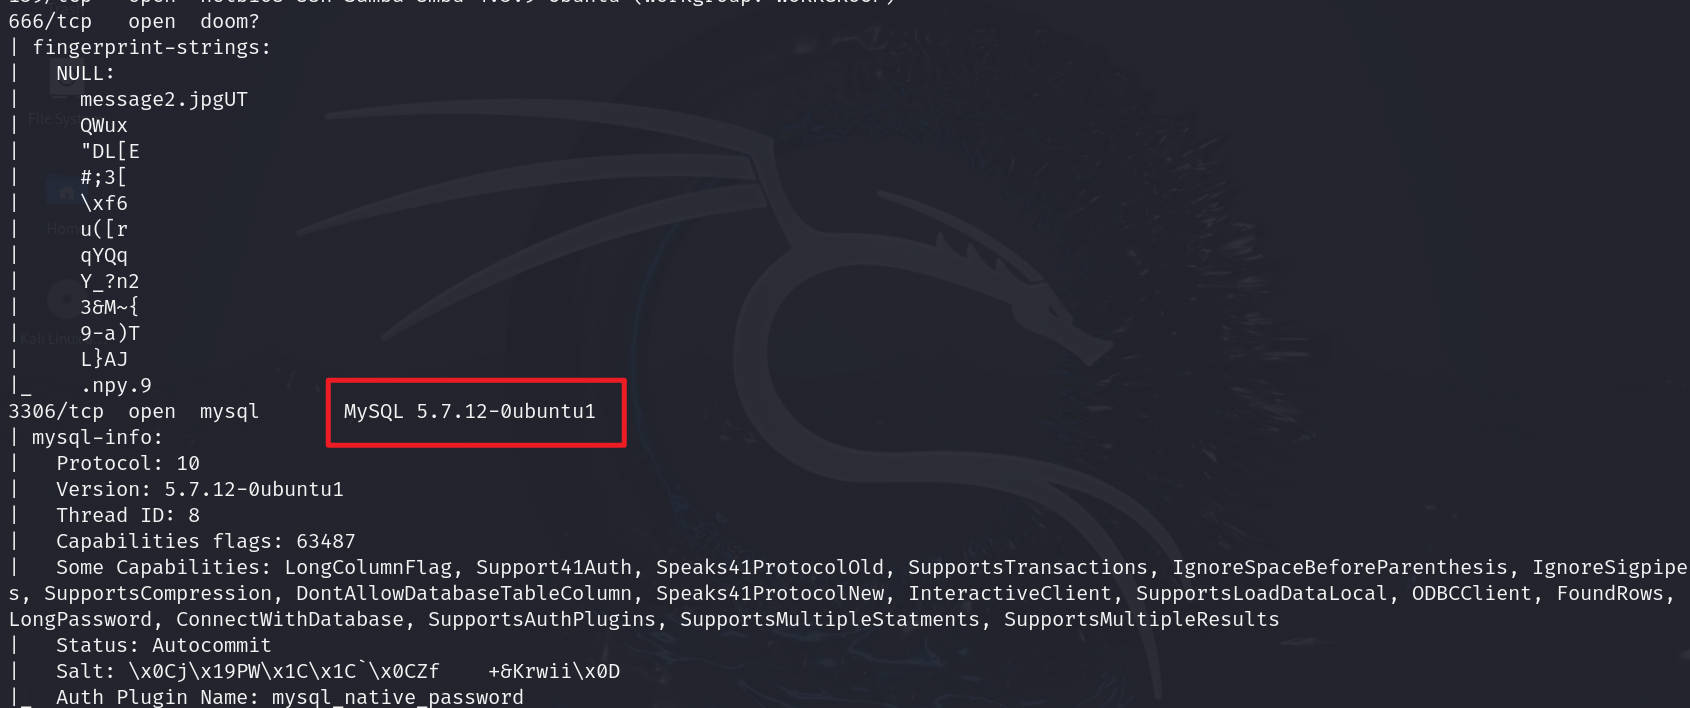 666/tcp   open  doom?
| fingerprint-strings:
|   NULL:
|     message2.jpgUT
|     QWux
|     "DL[E
|     #;3[
|     \xf6
|     u([r
|     qYQq
|     Y_?n2
|     3&M~{
|     9-a)T
|     L}AJ
|_    .npy.9
3306/tcp  open  mysql       MySQL 5.7.12-0ubuntu1
| mysql-info:
|   Protocol: 10
|   Version: 5.7.12-0ubuntu1
|   Thread ID: 8
|   Capabilities flags: 63487
|   Some Capabilities: LongColumnFlag, Support41Auth, Speaks41ProtocolOld, SupportsTransactions, IgnoreSpaceBeforeParenthesis, IgnoreSigpipe
s, SupportsCompression, DontAllowDatabaseTableColumn, Speaks41ProtocolNew, InteractiveClient, SupportsLoadDataLocal, ODBCClient, FoundRows,
LongPassword, ConnectWithDatabase, SupportsAuthPlugins, SupportsMultipleStatments, SupportsMultipleResults
|   Status: Autocommit
|   Salt: \x0Cj\x19PW\x1C\x1C`\x0CZf    +&Krwii\x0D
|_  Auth Plugin Name: mysql_native_password